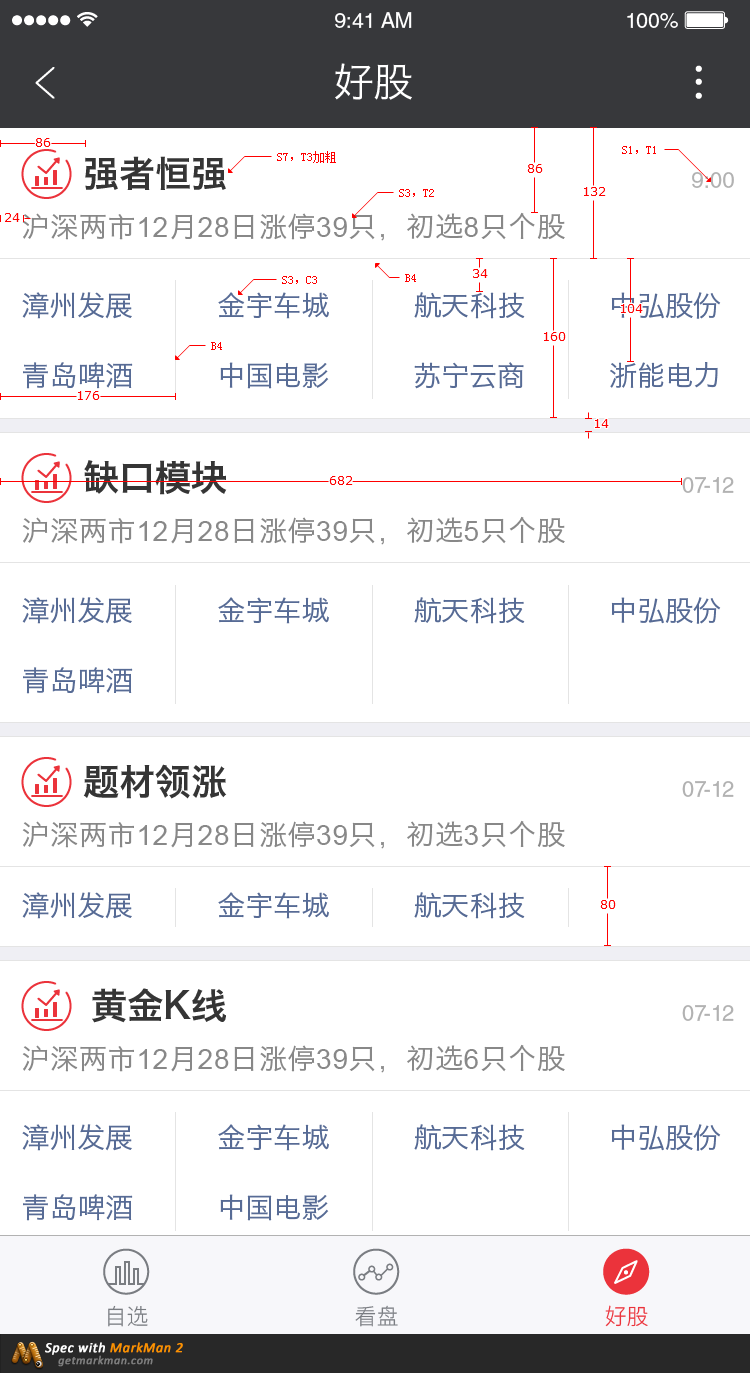 9:41 AM 100%
好股
86
强者恒强
S7，T3加粗
S3，T2
86
132
S1，T1
9:00
24
沪深两市12月28日涨停39只，初选8只个股
34
B4
S3，C3
漳州发展 金宇车城 航天科技 中弘股份
104
160
B4
青岛啤酒 中国电影 苏宁云商 浙能电力
176
14
缺口模块
682
07-12
沪深两市12月28日涨停39只，初选5只个股
漳州发展 金宇车城 航天科技 中弘股份
青岛啤酒
题材领涨 07-12
沪深两市12月28日涨停39只，初选3只个股
漳州发展 金宇车城 航天科技
80
黄金K线 07-12
沪深两市12月28日涨停39只，初选6只个股
漳州发展 金宇车城 航天科技 中弘股份
青岛啤酒 中国电影
自选 看盘 好股
Spec with MarkMan 2
getmarkman.com